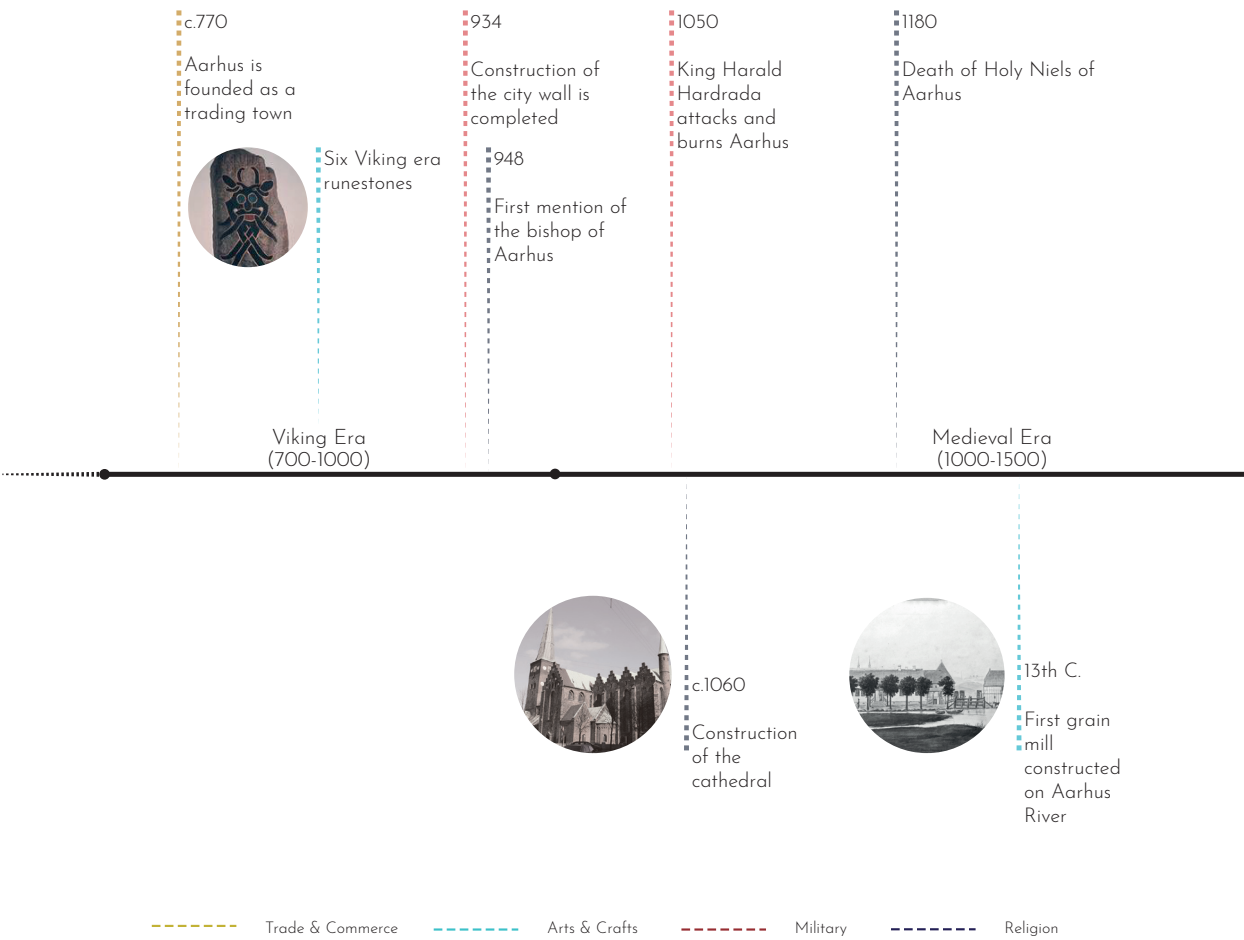 c.770
Aarhus is
founded as a
trading town
Six Viking era
runestones
934
Construction of
the city wall is
completed
948
First mention of
the bishop of
Aarhus
1050
King Harald
Hardrada
attacks and
burns Aarhus
1180
Death of Holy Niels of
Aarhus
Viking Era
(700-1000)
Medieval Era
(1000-1500)
c.1060
Construction
of the
cathedral
13th C.
First grain
mill
constructed
on Aarhus
River
Trade & Commerce
Arts & Crafts
Military
Religion